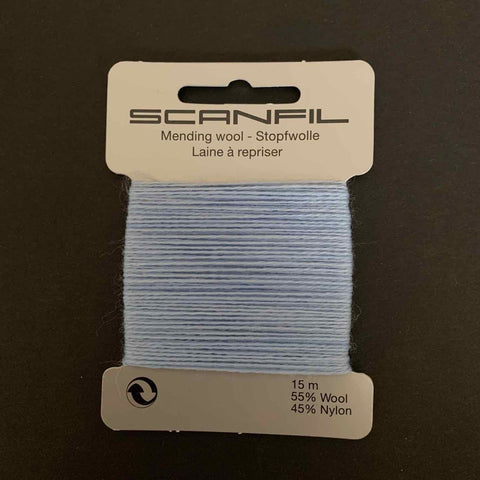 SCANFIL
Mending wool - Stopfwolle
Laine à repriser
15 m
55% Wool
45% Nylon